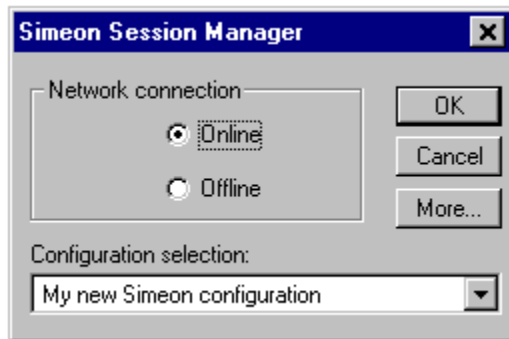 Simeon Session Manager
Network connection
Online
Offline
OK
Cancel
More...
Configuration selection:
My new Simeon configuration